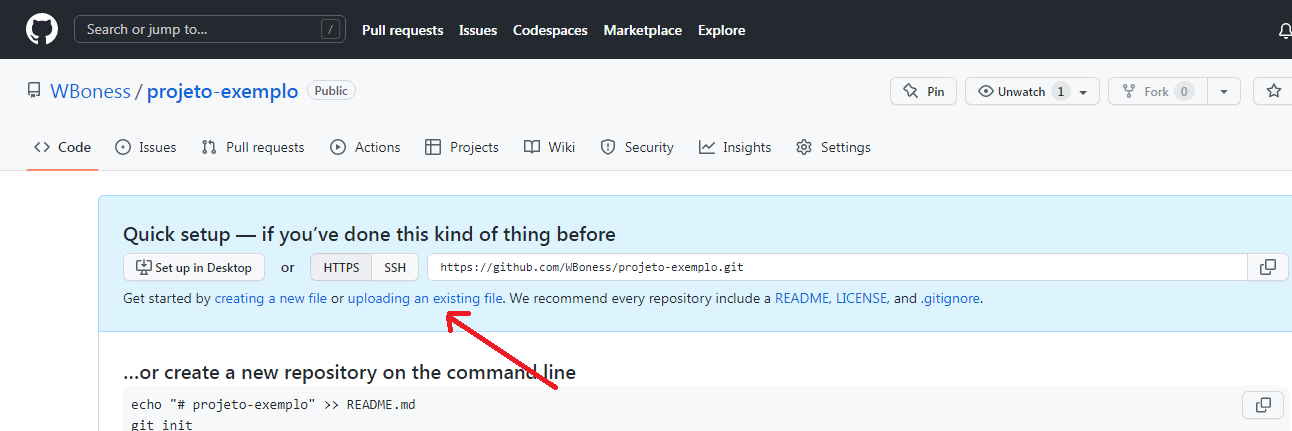 Search or jump to... / Pull requests Issues Codespaces Marketplace Explore
WBoness / projeto-exemplo Public Pin Unwatch 1 Fork 0
Code Issues Pull requests Actions Projects Wiki Security Insights Settings
Quick setup — if you’ve done this kind of thing before
Set up in Desktop or HTTPS SSH https://github.com/WBoness/projeto-exemplo.git
Get started by creating a new file or uploading an existing file. We recommend every repository include a README, LICENSE, and .gitignore.
…or create a new repository on the command line
echo "# projeto-exemplo" >> README.md
git init